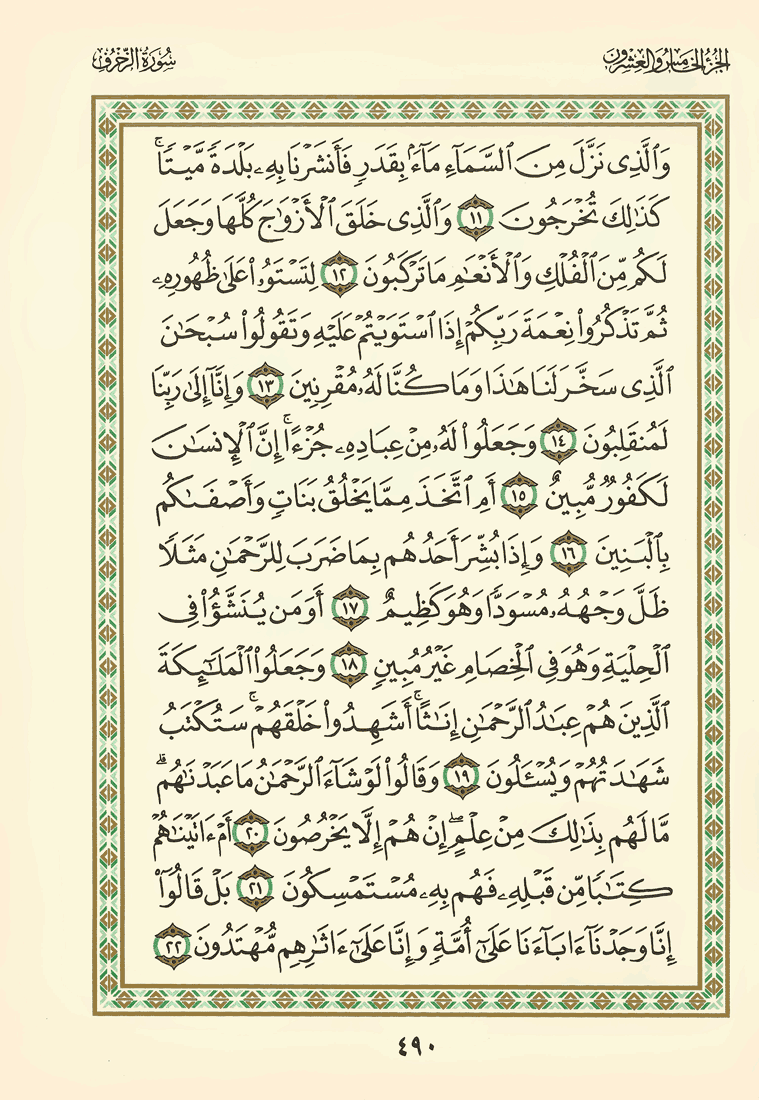 الجزء الخامس والعشرون
سورة الزخرف
وَٱلَّذِى نَزَّلَ مِنَ ٱلسَّمَآءِ مَآءَۢ بِقَدَرٍ فَأَنشَرْنَا بِهِۦ بَلْدَةً مَّيْتًاۚ
كَذَٰلِكَ تُخْرَجُونَ ١١ وَٱلَّذِى خَلَقَ ٱلْأَزْوَٰجَ كُلَّهَا وَجَعَلَ
لَكُم مِّنَ ٱلْفُلْكِ وَٱلْأَنْعَٰمِ مَا تَرْكَبُونَ ١٢ لِتَسْتَوُۥا۟ عَلَىٰ ظُهُورِهِۦ
ثُمَّ تَذْكُرُوا۟ نِعْمَةَ رَبِّكُمْ إِذَا ٱسْتَوَيْتُمْ عَلَيْهِ وَتَقُولُوا۟ سُبْحَٰنَ
ٱلَّذِى سَخَّرَ لَنَا هَٰذَا وَمَا كُنَّا لَهُۥ مُقْرِنِينَ ١٣ وَإِنَّآ إِلَىٰ رَبِّنَا
لَمُنقَلِبُونَ ١٤ وَجَعَلُوا۟ لَهُۥ مِنْ عِبَادِهِۦ جُزْءًاۚ إِنَّ ٱلْإِنسَٰنَ
لَكَفُورٌ مُّبِينٌ ١٥ أَمِ ٱتَّخَذَ مِمَّا يَخْلُقُ بَنَاتٍ وَأَصْفَىٰكُم
بِٱلْبَنِينَ ١٦ وَإِذَا بُشِّرَ أَحَدُهُم بِمَا ضَرَبَ لِلرَّحْمَٰنِ مَثَلًا
ظَلَّ وَجْهُهُۥ مُسْوَدًّا وَهُوَ كَظِيمٌ ١٧ أَوَمَن يُنَشَّؤُا۟ فِى
ٱلْحِلْيَةِ وَهُوَ فِى ٱلْخِصَامِ غَيْرُ مُبِينٍ ١٨ وَجَعَلُوا۟ ٱلْمَلَٰٓئِكَةَ
ٱلَّذِينَ هُمْ عِبَٰدُ ٱلرَّحْمَٰنِ إِنَٰثًاۚ أَشَهِدُوا۟ خَلْقَهُمْۚ سَتُكْتَبُ
شَهَٰدَتُهُمْ وَيُسْـَٔلُونَ ١٩ وَقَالُوا۟ لَوْ شَآءَ ٱلرَّحْمَٰنُ مَا عَبَدْنَٰهُمۗ
مَّا لَهُم بِذَٰلِكَ مِنْ عِلْمٍۖ إِنْ هُمْ إِلَّا يَخْرُصُونَ ٢٠ أَمْ ءَاتَيْنَٰهُمْ
كِتَٰبًا مِّن قَبْلِهِۦ فَهُم بِهِۦ مُسْتَمْسِكُونَ ٢١ بَلْ قَالُوٓا۟
إِنَّا وَجَدْنَآ ءَابَآءَنَا عَلَىٰٓ أُمَّةٍ وَإِنَّا عَلَىٰٓ ءَاثَٰرِهِم مُّهْتَدُونَ ٢٢
٤٩٠